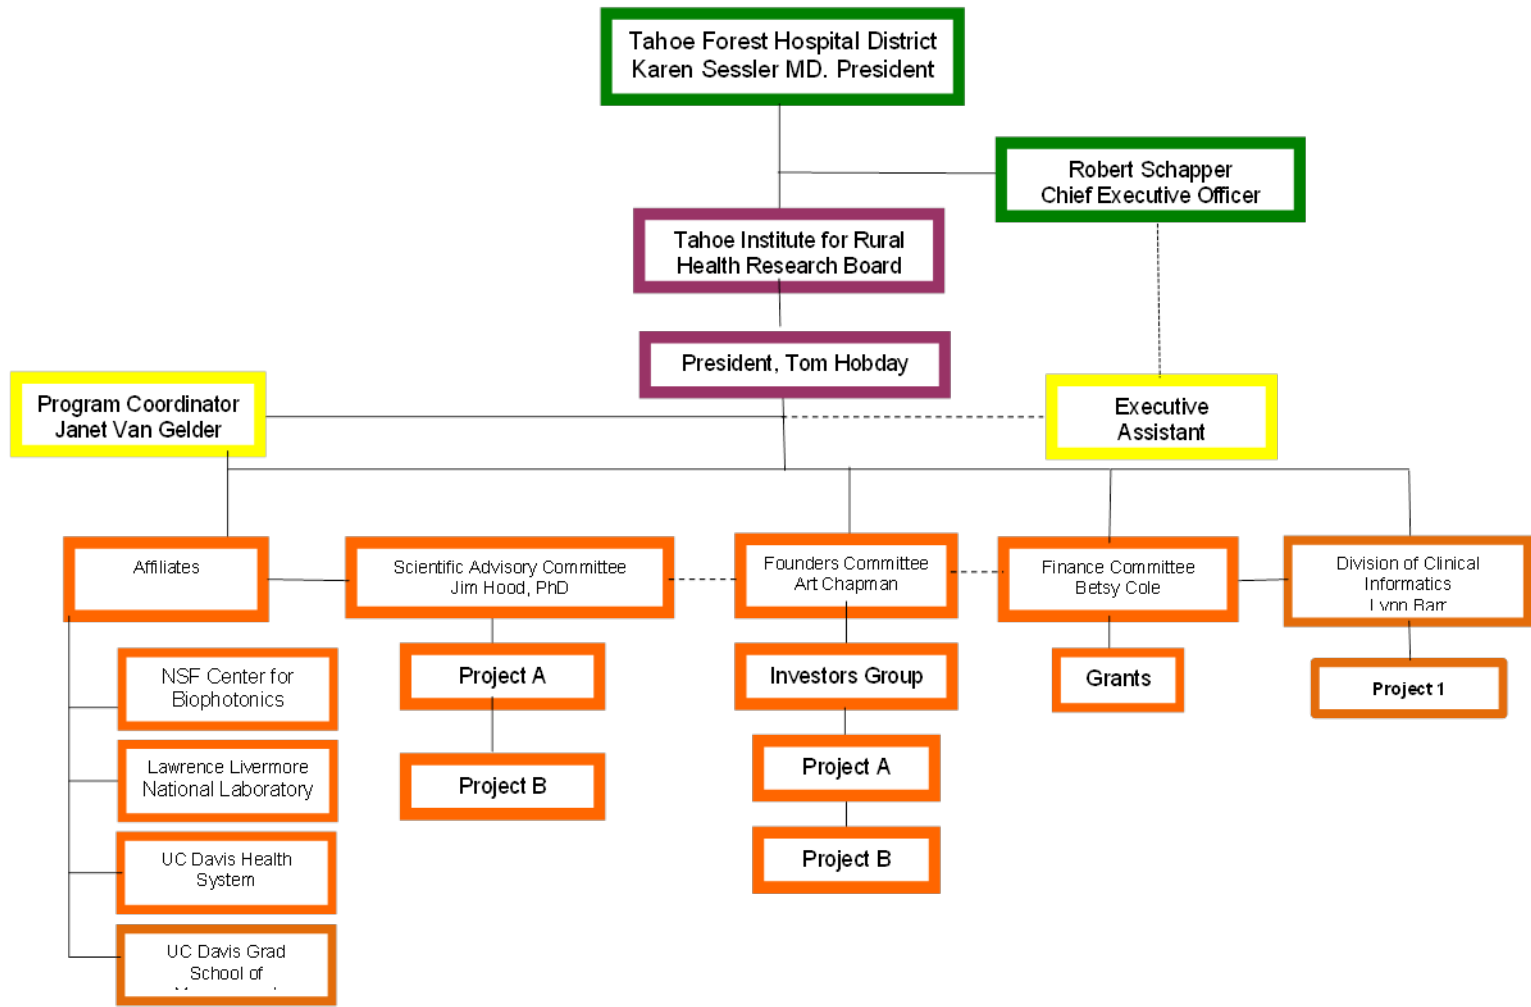 Tahoe Forest Hospital District
Karen Sessler MD. President
Robert Schapper
Chief Executive Officer
Tahoe Institute for Rural
Health Research Board
President, Tom Hobday
Program Coordinator
Janet Van Gelder
Executive
Assistant
Affiliates
Scientific Advisory Committee
Jim Hood, PhD
Founders Committee
Art Chapman
Finance Committee
Betsy Cole
Division of Clinical
Informatics
Lynn
NSF Center for
Biophotonics
Lawrence Livermore
National Laboratory
UC Davis Health
System
UC Davis Grad
School of
Project A
Project B
Investors Group
Project A
Project B
Grants
Project 1